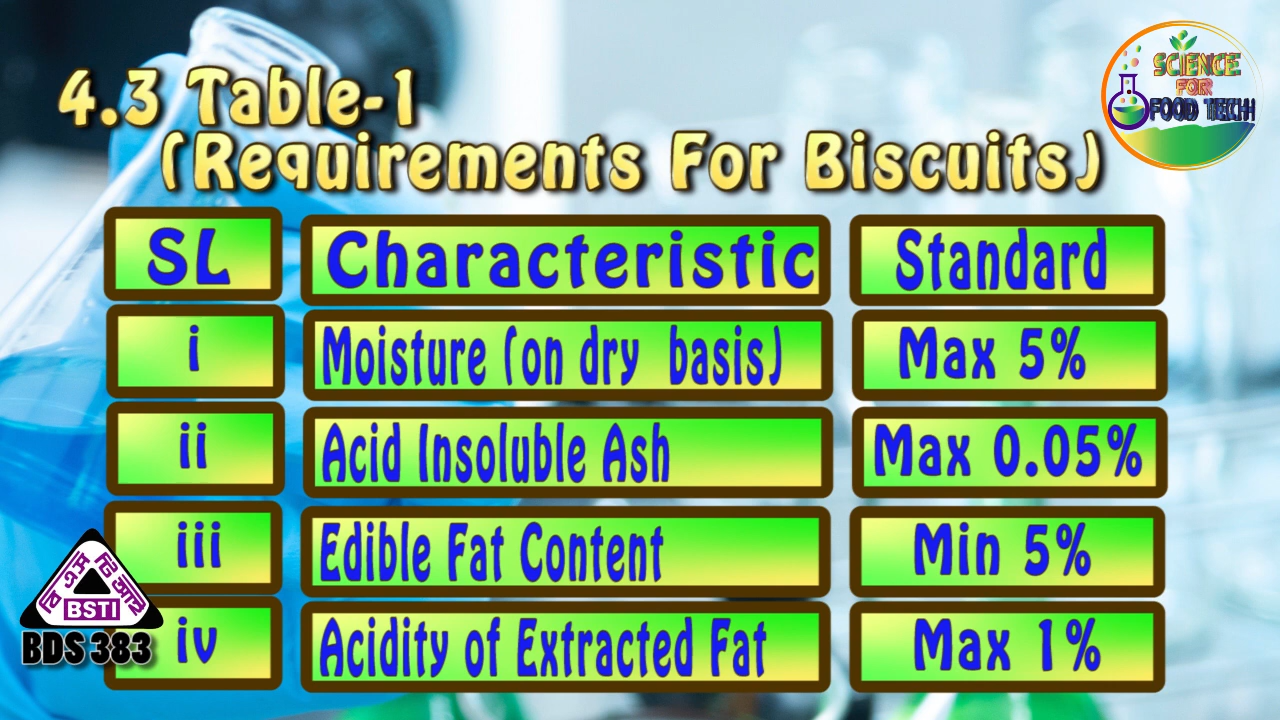 4.3 Table-1
(Requirements For Biscuits)
SCIENCE
FOR
FOOD TECH
SL Characteristic Standard
i Moisture (on dry basis) Max 5%
ii Acid Insoluble Ash Max 0.05%
iii Edible Fat Content Min 5%
iv Acidity of Extracted Fat Max 1%
বি এস টি আই
BSTI
BDS 383